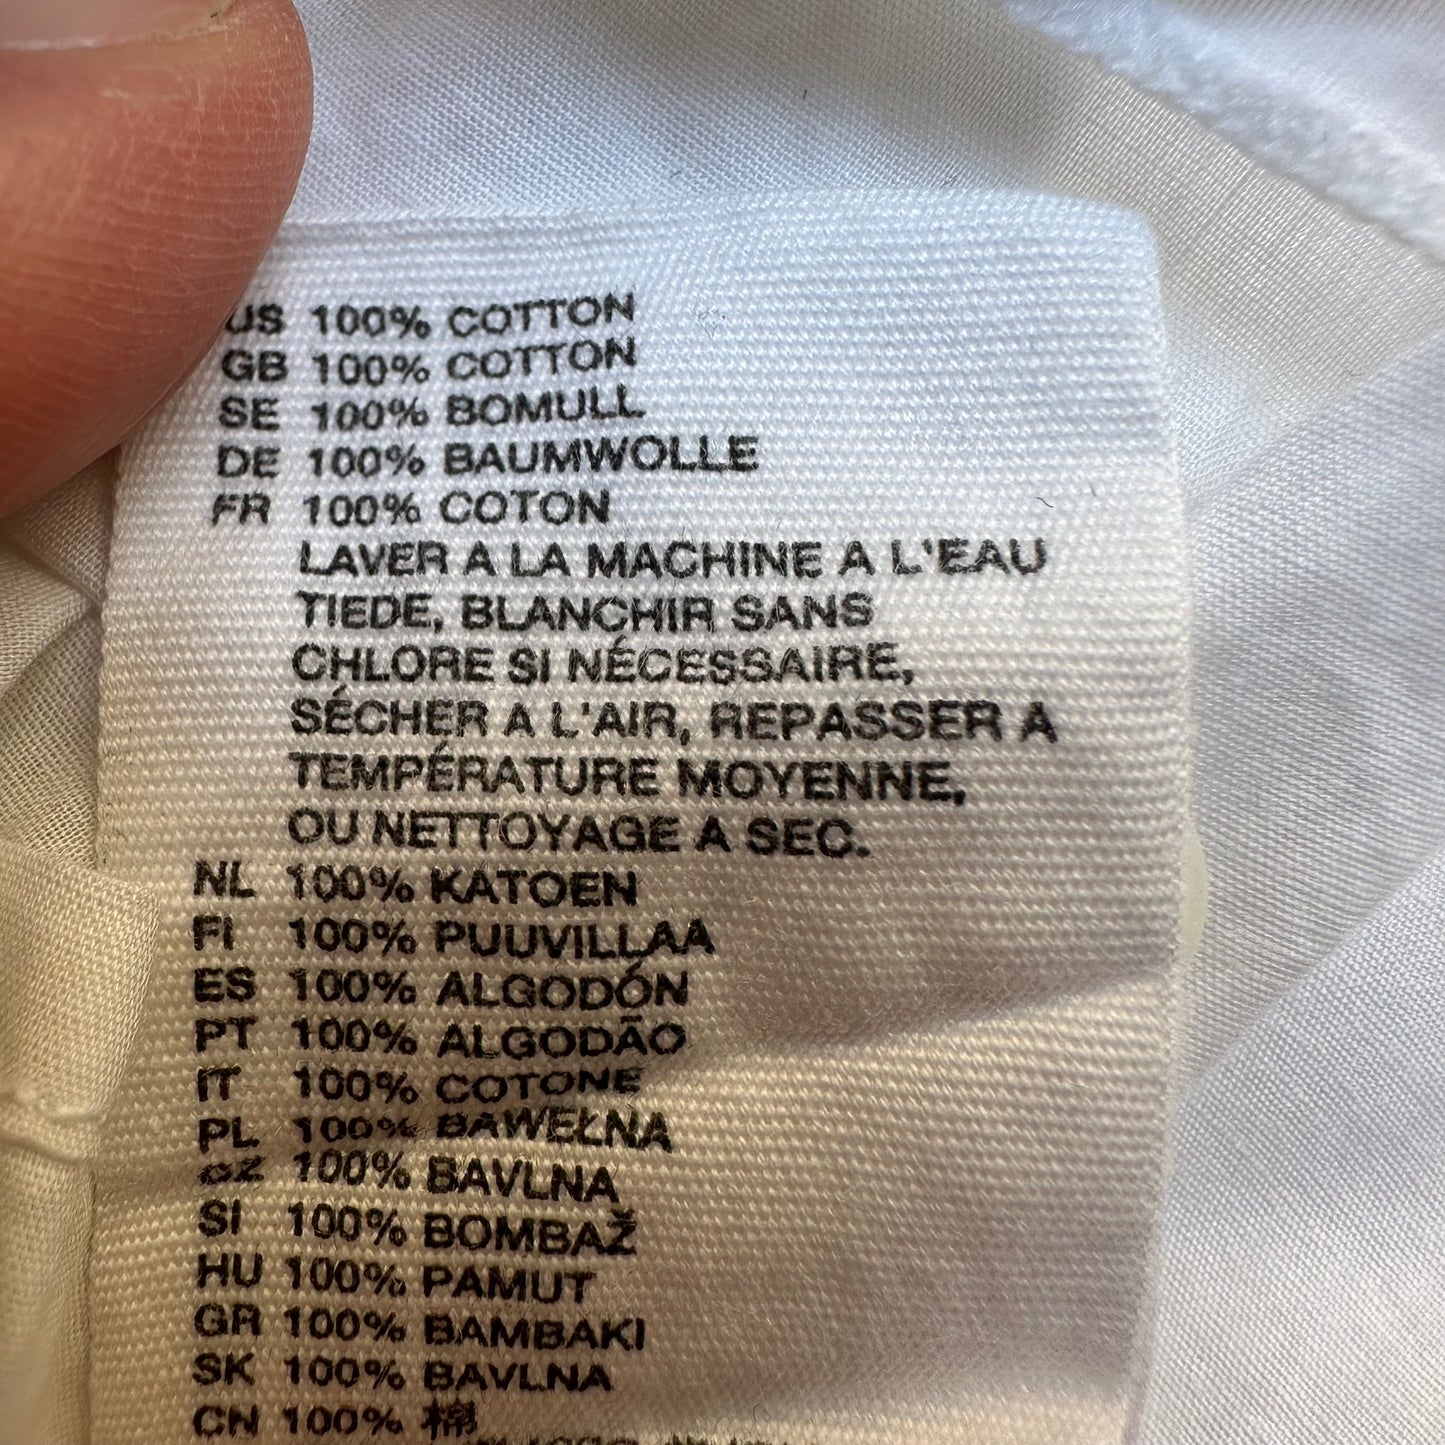 US 100% COTTON
GB 100% COTTON
SE 100% BOMULL
DE 100% BAUMWOLLE
FR 100% COTON
LAVER A LA MACHINE A L'EAU
TIEDE, BLANCHIR SANS
CHLORE SI NÉCESSAIRE,
SÉCHER A L'AIR, REPASSER A
TEMPÉRATURE MOYENNE,
OU NETTOYAGE A SEC.
NL 100% KATOEN
FI 100% PUUVILLAA
ES 100% ALGODÓN
PT 100% ALGODÃO
IT 100% COTONE
PL 100% BAWEŁNA
CZ 100% BAVLNA
SI 100% BOMBAŽ
HU 100% PAMUT
GR 100% BAMBAKI
SK 100% BAVLNA
CN 100% 棉